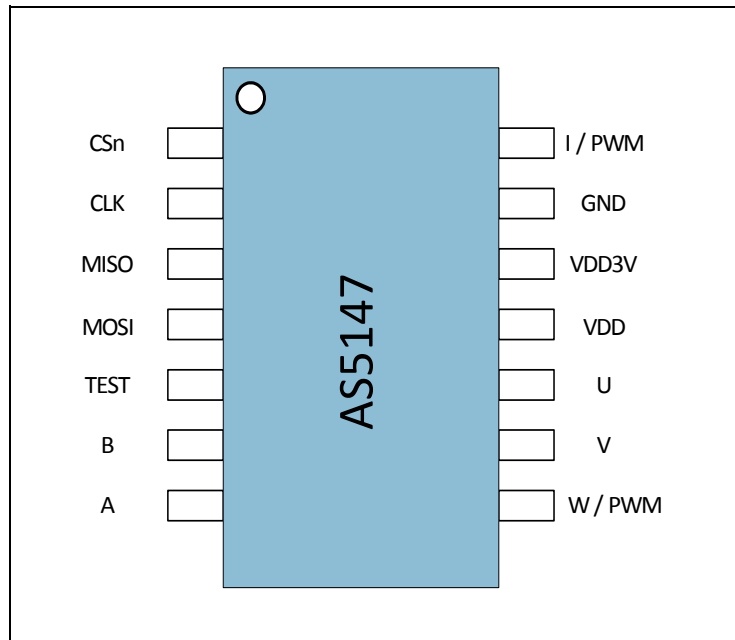 CSn
CLK
MISO
MOSI
TEST
B
A
AS5147
I / PWM
GND
VDD3V
VDD
U
V
W / PWM